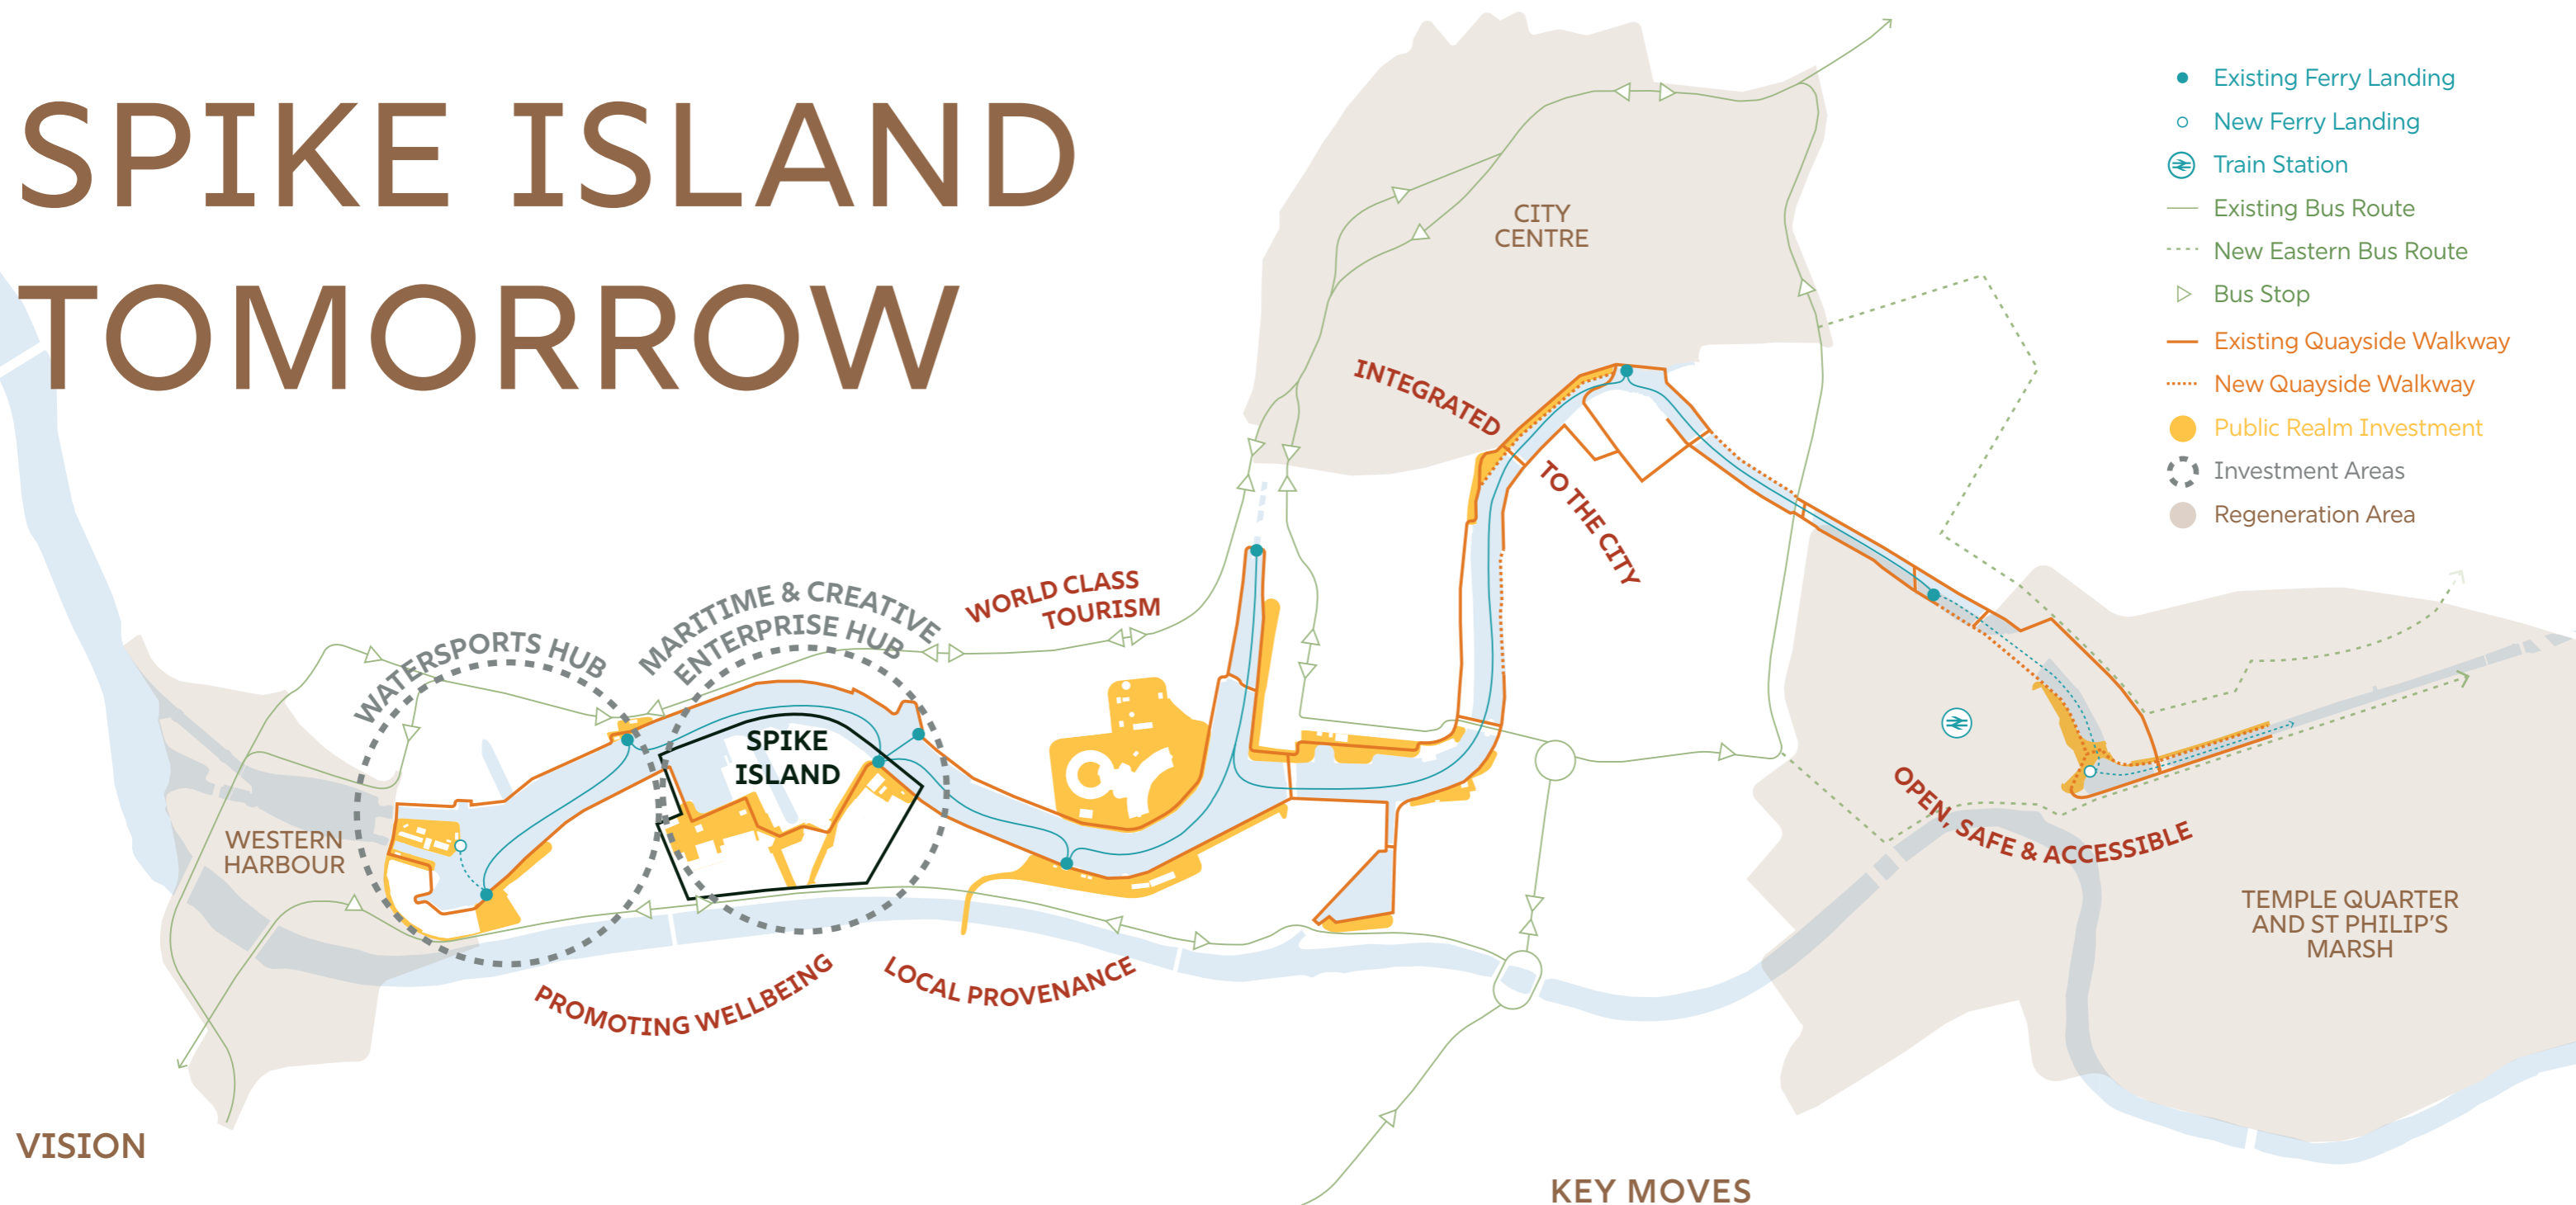 SPIKE ISLAND
TOMORROW
Existing Ferry Landing
New Ferry Landing
Train Station
Existing Bus Route
New Eastern Bus Route
Bus Stop
Existing Quayside Walkway
New Quayside Walkway
Public Realm Investment
Investment Areas
Regeneration Area
CITY
CENTRE
INTEGRATED
TO THE CITY
WORLD CLASS
TOURISM
MARITIME & CREATIVE
ENTERPRISE HUB
WATERSPORTS HUB
SPIKE
ISLAND
WESTERN
HARBOUR
OPEN, SAFE & ACCESSIBLE
TEMPLE QUARTER
AND ST PHILIP'S
MARSH
PROMOTING WELLBEING
LOCAL PROVENANCE
VISION
KEY MOVES